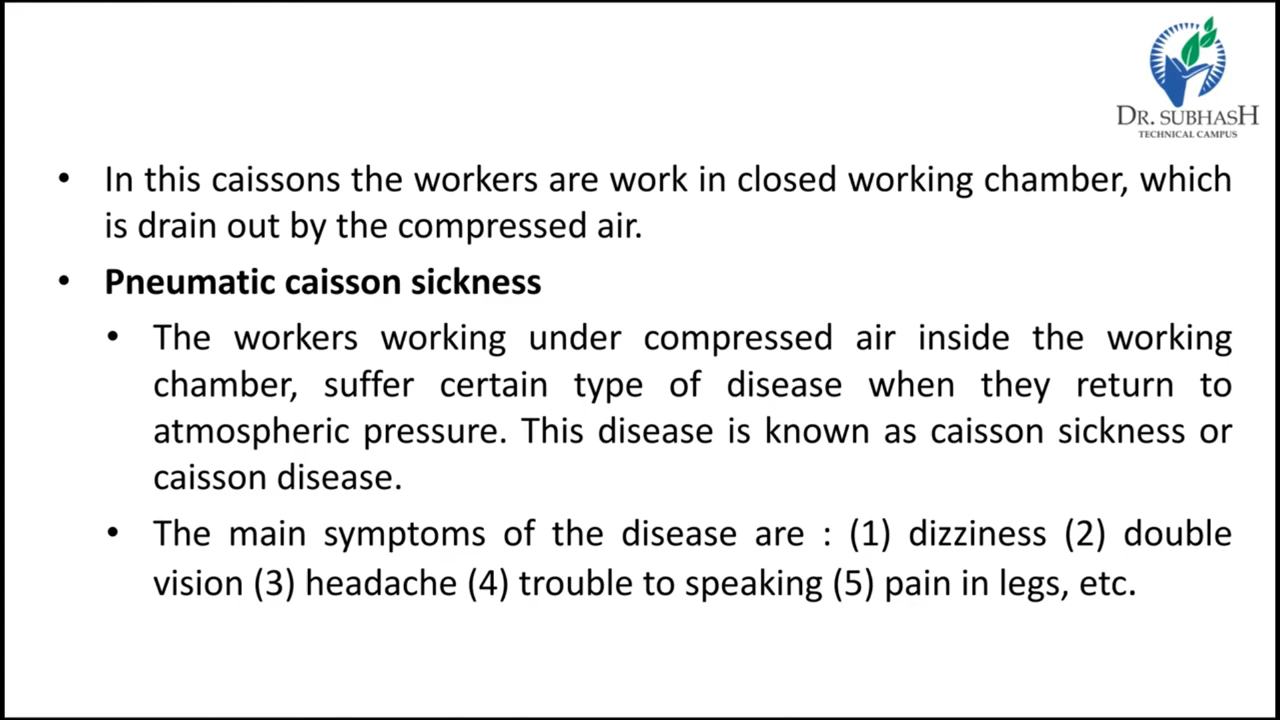 DR. SUBHASH
TECHNICAL CAMPUS
• In this caissons the workers are work in closed working chamber, which
is drain out by the compressed air.
• Pneumatic caisson sickness
• The workers working under compressed air inside the working
chamber, suffer certain type of disease when they return to
atmospheric pressure. This disease is known as caisson sickness or
caisson disease.
• The main symptoms of the disease are : (1) dizziness (2) double
vision (3) headache (4) trouble to speaking (5) pain in legs, etc.